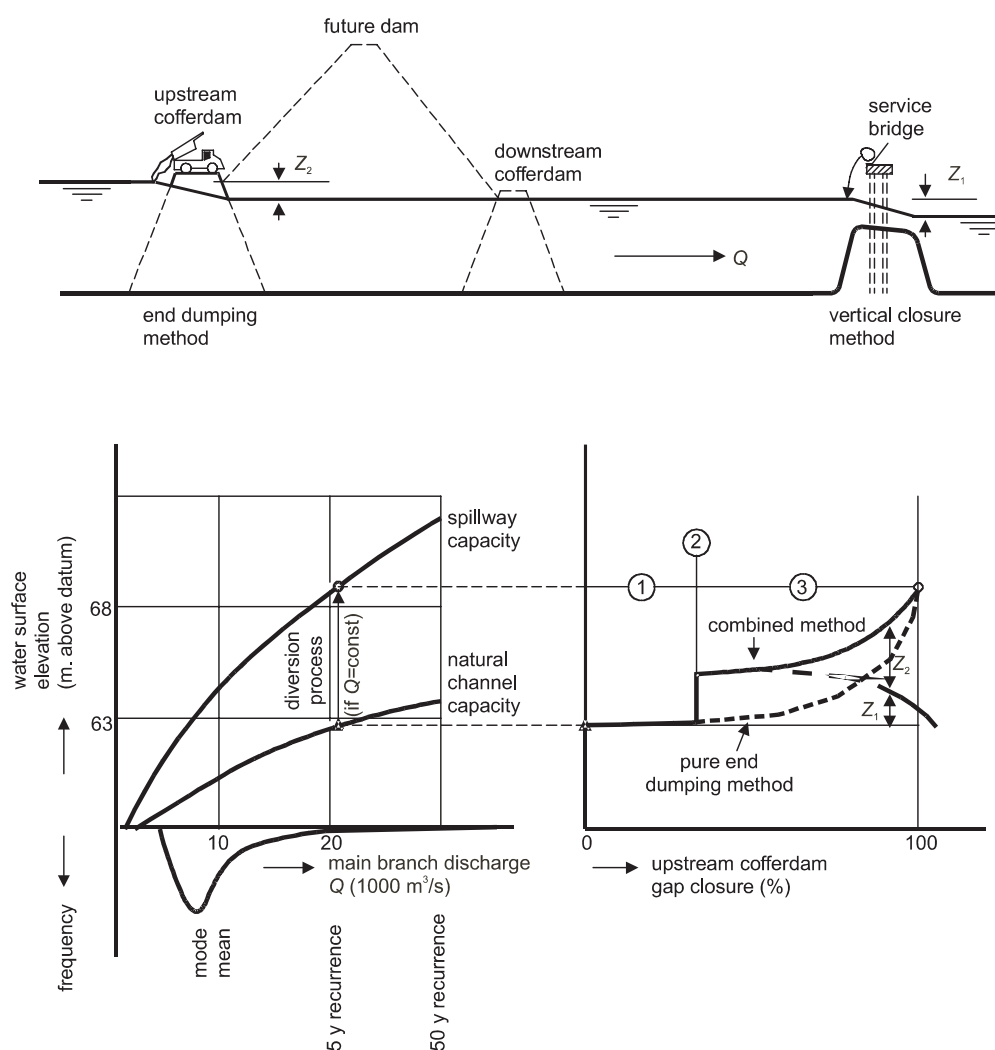 future dam
upstream
cofferdam
service
bridge
Z₂
downstream
cofferdam
Z₁
Q
end dumping
method
vertical closure
method
water surface
elevation
(m. above datum)
68
63
spillway
capacity
diversion
process
(if Q=const)
natural
channel
capacity
10
20
main branch discharge
Q (1000 m³/s)
frequency
mode
mean
5 y recurrence
50 y recurrence
1
2
3
combined method
Z₂
Z₁
pure end
dumping method
0
100
upstream cofferdam
gap closure (%)